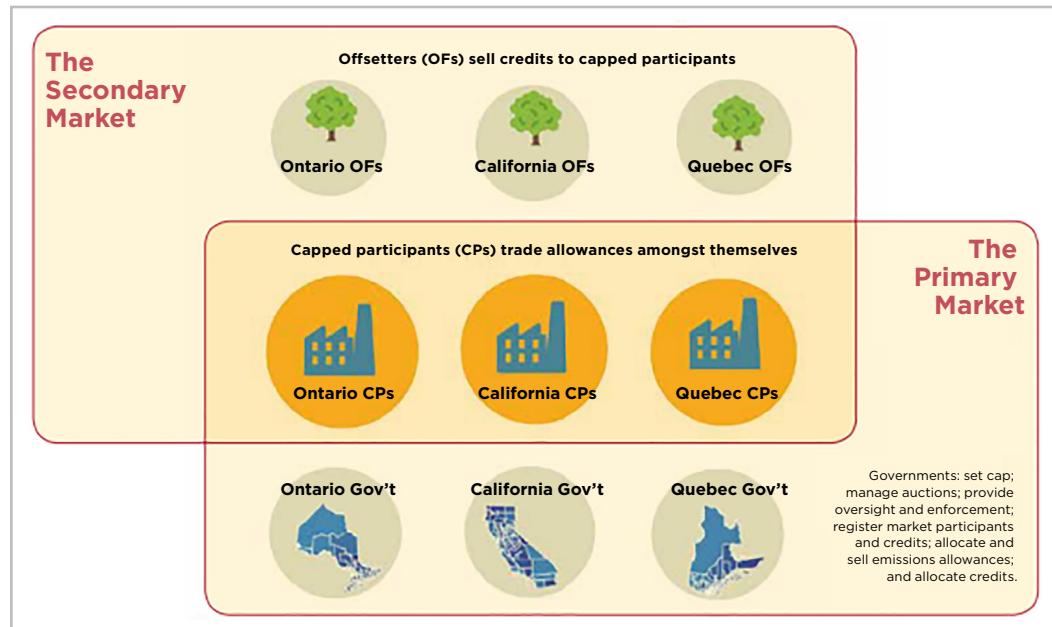 The
Secondary
Market
Offsetters (OFs) sell credits to capped participants
Ontario OFs
California OFs
Quebec OFs
The
Primary
Market
Capped participants (CPs) trade allowances amongst themselves
Ontario CPs
California CPs
Quebec CPs
Ontario Gov’t
California Gov’t
Quebec Gov’t
Governments: set cap;
manage auctions; provide
oversight and enforcement;
register market participants
and credits; allocate and
sell emissions allowances;
and allocate credits.